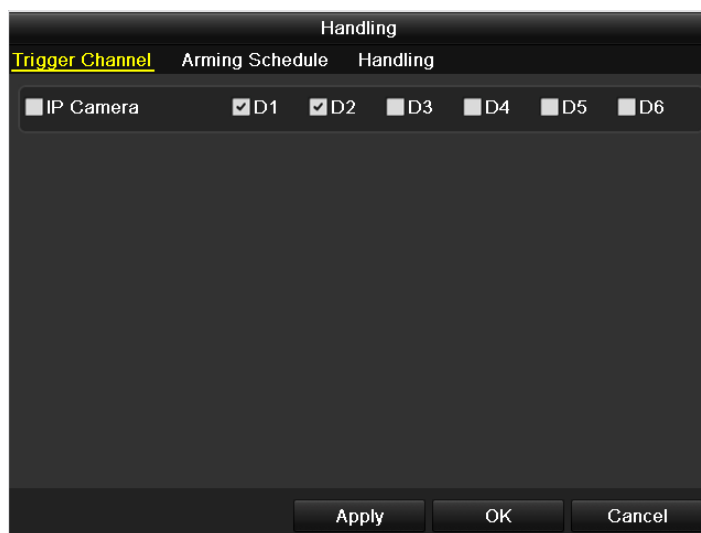 Handling
Trigger Channel Arming Schedule Handling
IP Camera D1 D2 D3 D4 D5 D6
Apply OK Cancel